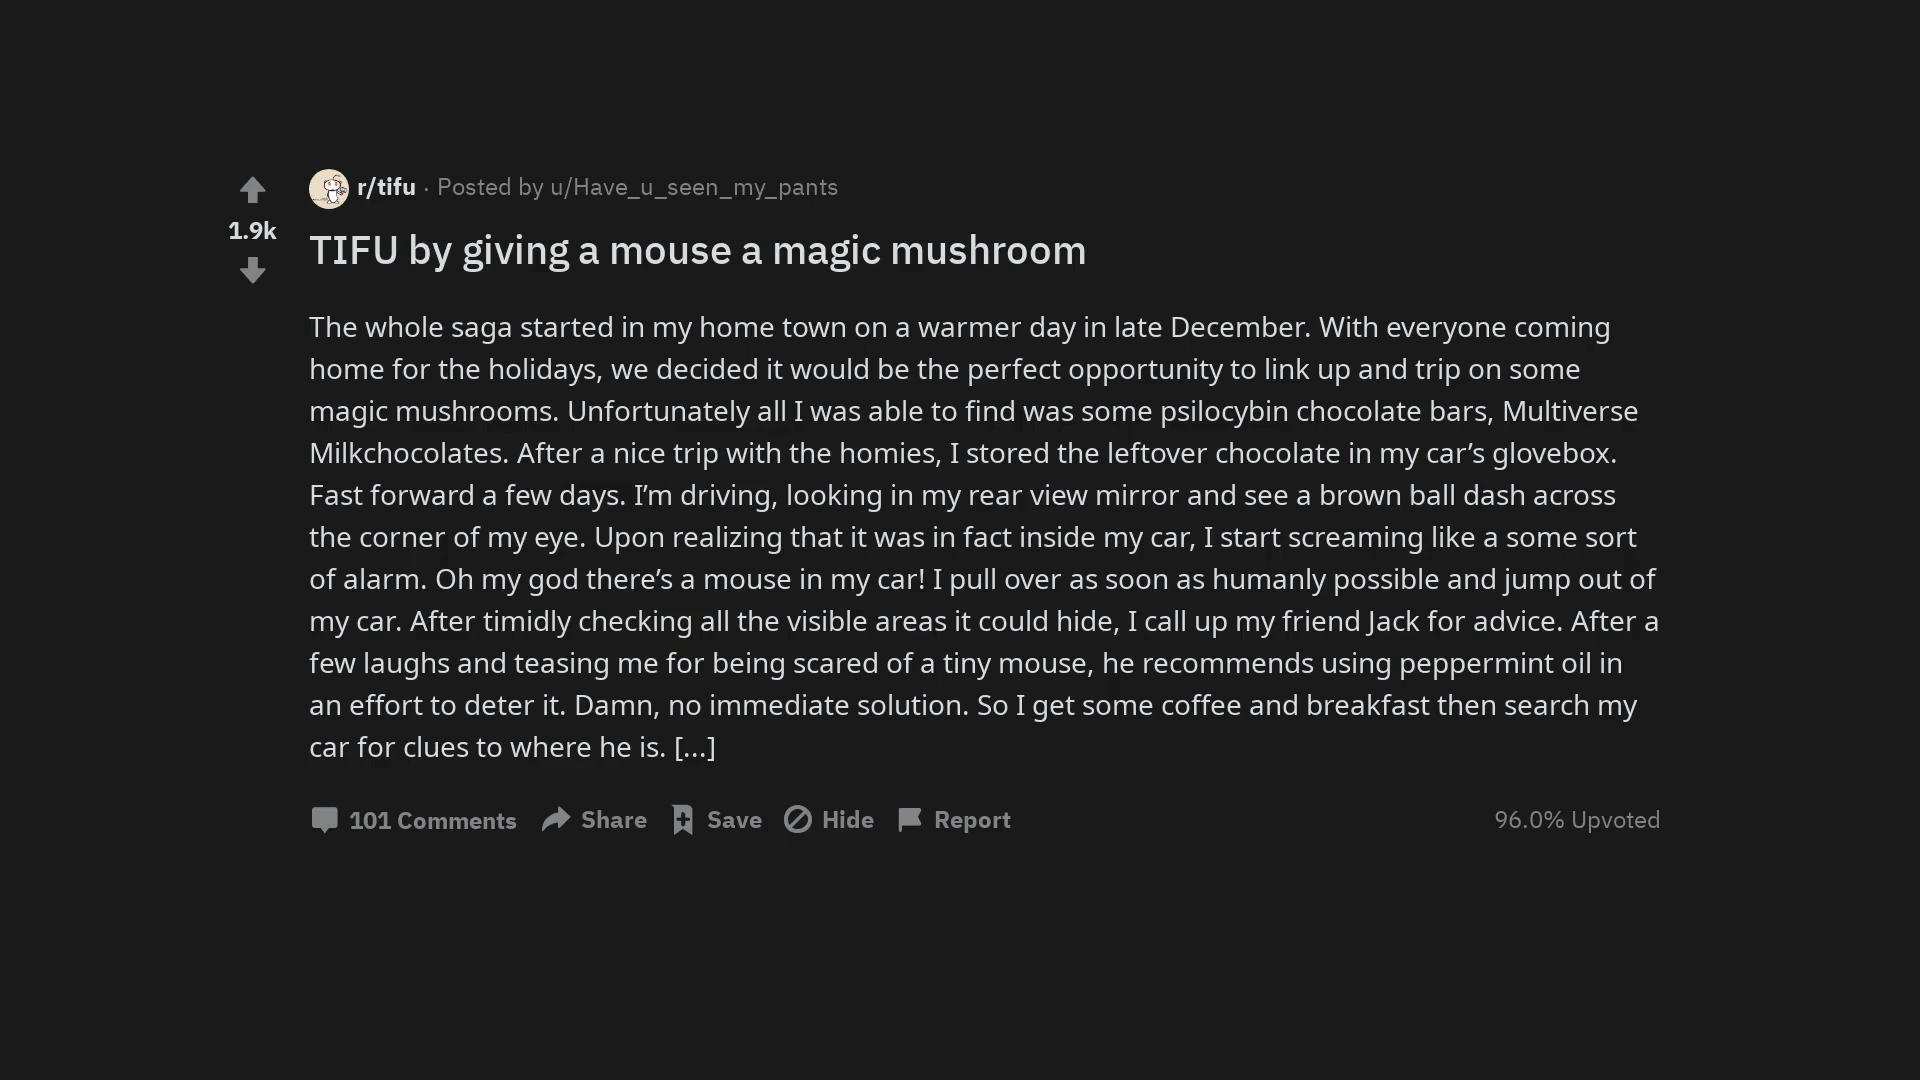 r/tifu · Posted by u/Have_u_seen_my_pants
1.9k
TIFU by giving a mouse a magic mushroom
The whole saga started in my home town on a warmer day in late December. With everyone coming
home for the holidays, we decided it would be the perfect opportunity to link up and trip on some
magic mushrooms. Unfortunately all I was able to find was some psilocybin chocolate bars, Multiverse
Milkchocolates. After a nice trip with the homies, I stored the leftover chocolate in my car’s glovebox.
Fast forward a few days. I’m driving, looking in my rear view mirror and see a brown ball dash across
the corner of my eye. Upon realizing that it was in fact inside my car, I start screaming like a some sort
of alarm. Oh my god there’s a mouse in my car! I pull over as soon as humanly possible and jump out of
my car. After timidly checking all the visible areas it could hide, I call up my friend Jack for advice. After a
few laughs and teasing me for being scared of a tiny mouse, he recommends using peppermint oil in
an effort to deter it. Damn, no immediate solution. So I get some coffee and breakfast then search my
car for clues to where he is. [...]
101 Comments Share Save Hide Report 96.0% Upvoted